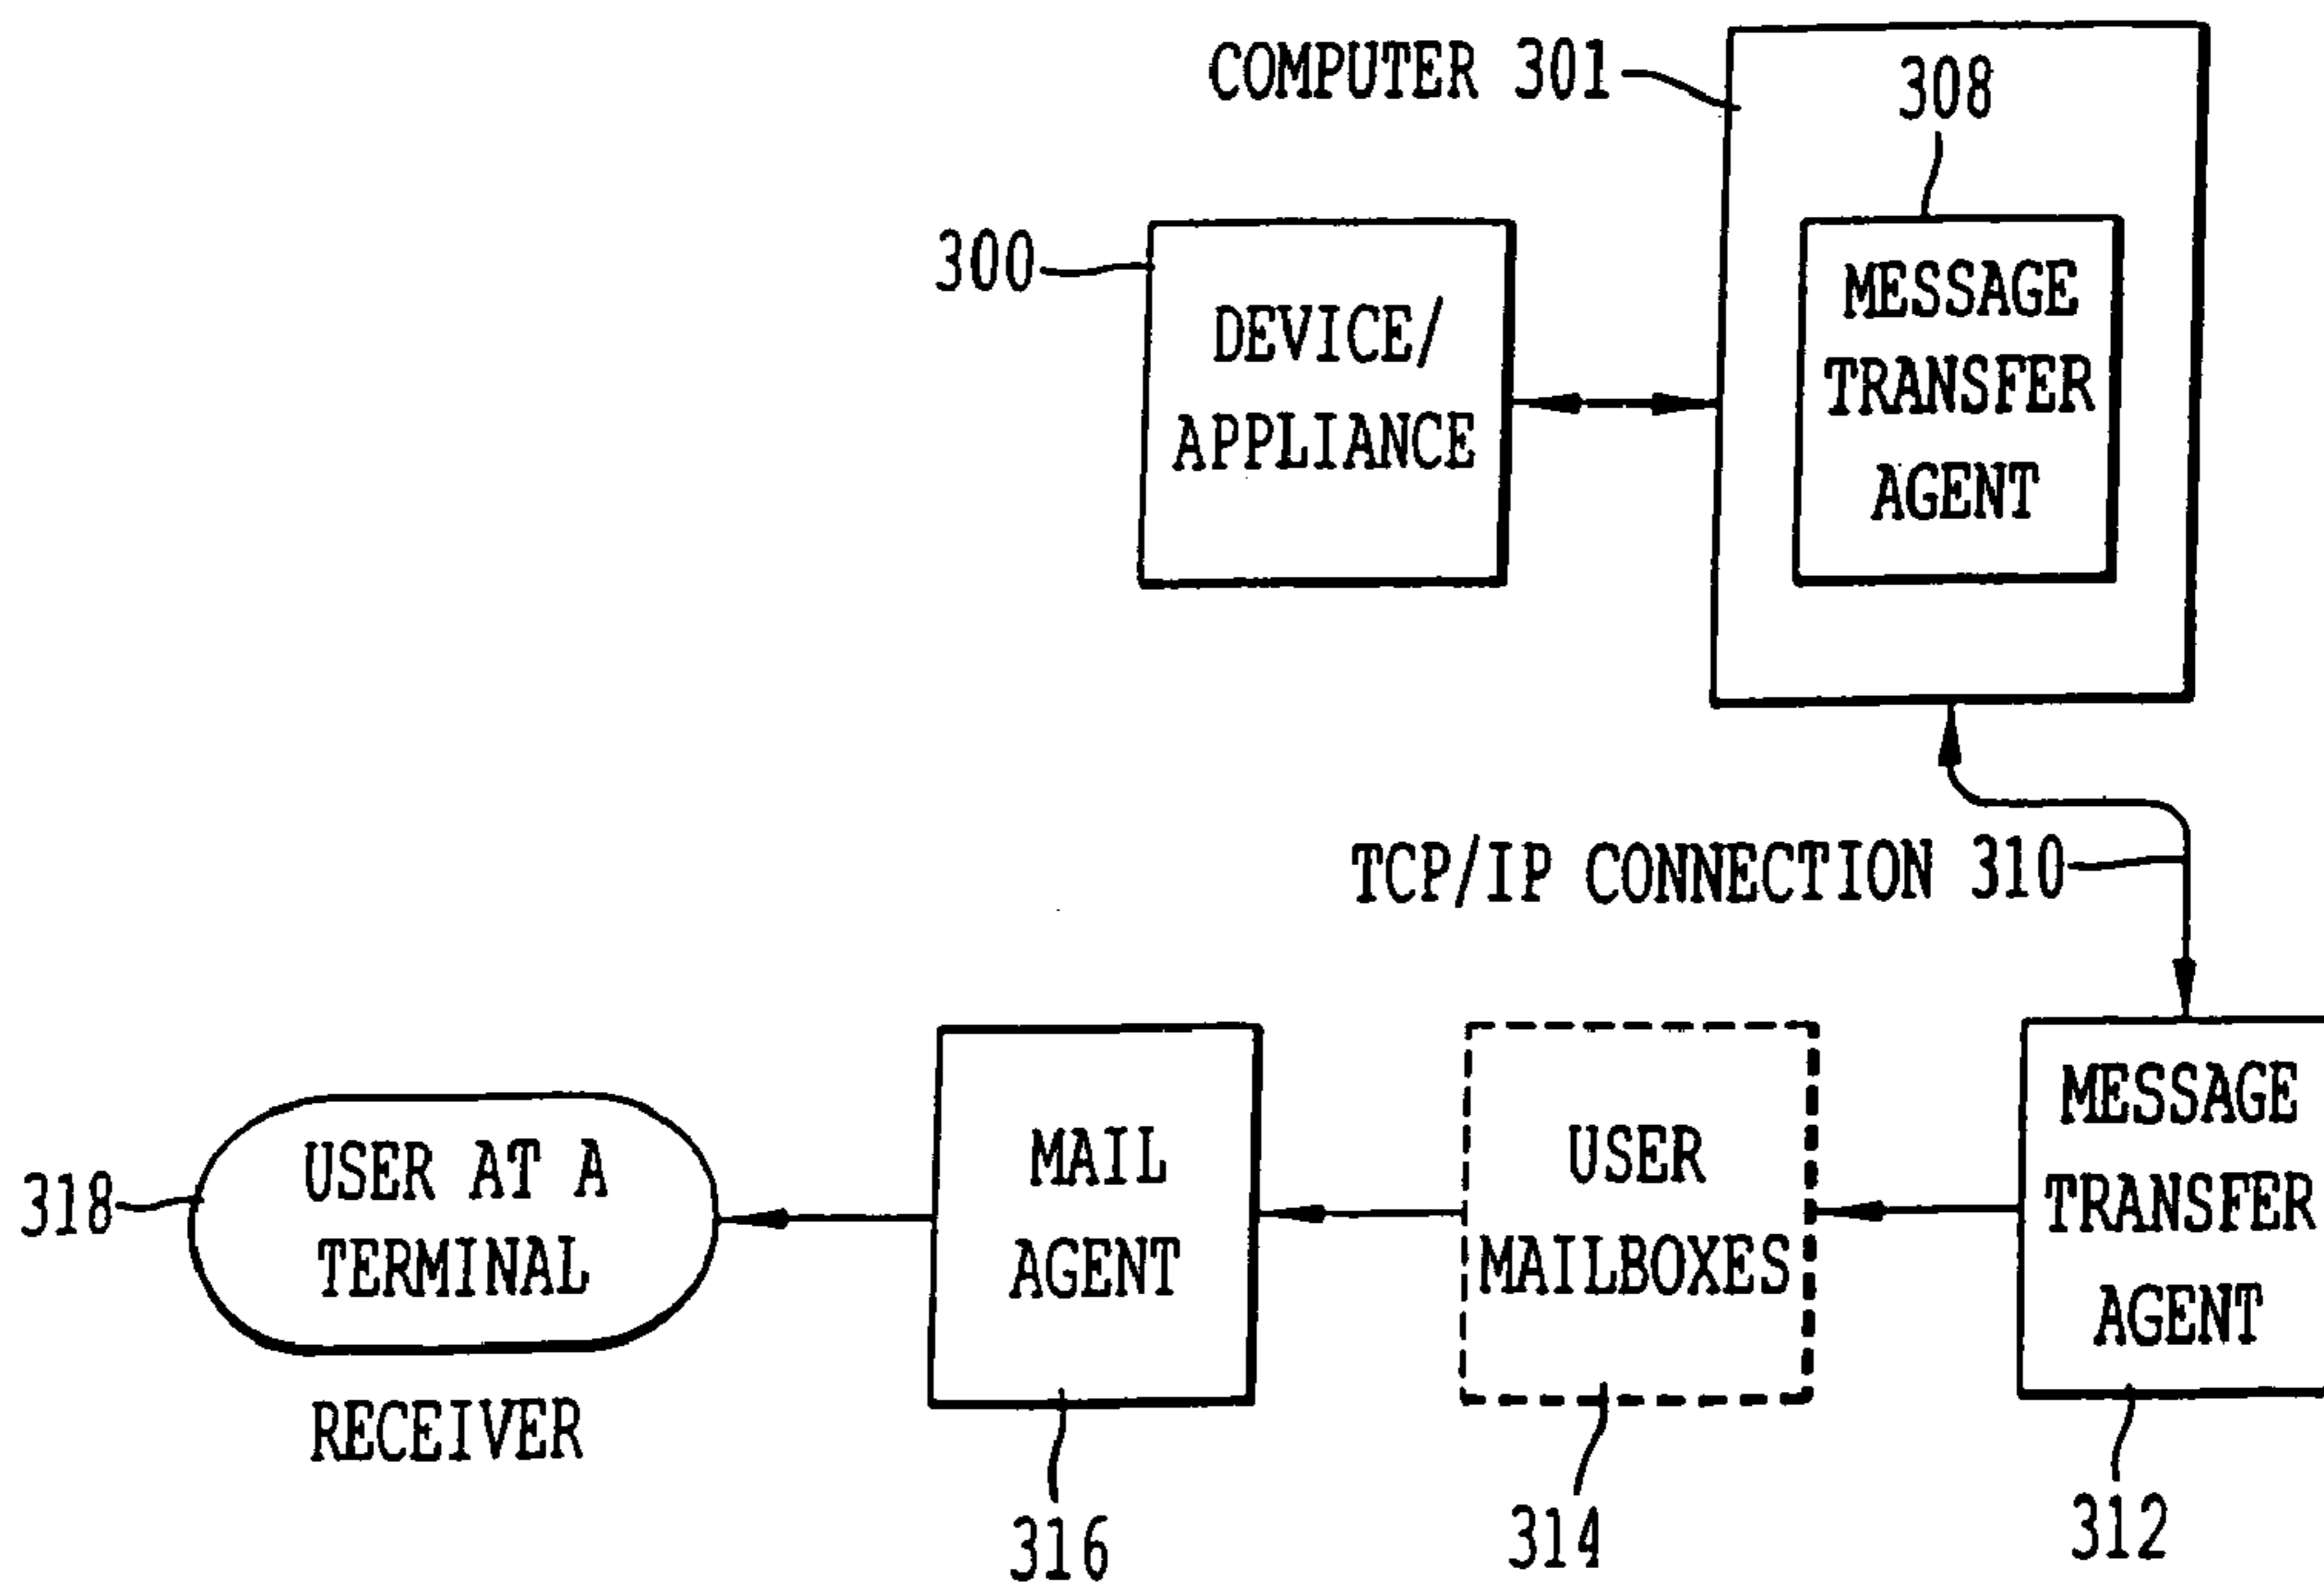 COMPUTER 301
308
300
DEVICE/
APPLIANCE
MESSAGE
TRANSFER
AGENT
TCP/IP CONNECTION 310
318
USER AT A
TERMINAL
RECEIVER
MAIL
AGENT
316
USER
MAILBOXES
314
MESSAGE
TRANSFER
AGENT
312